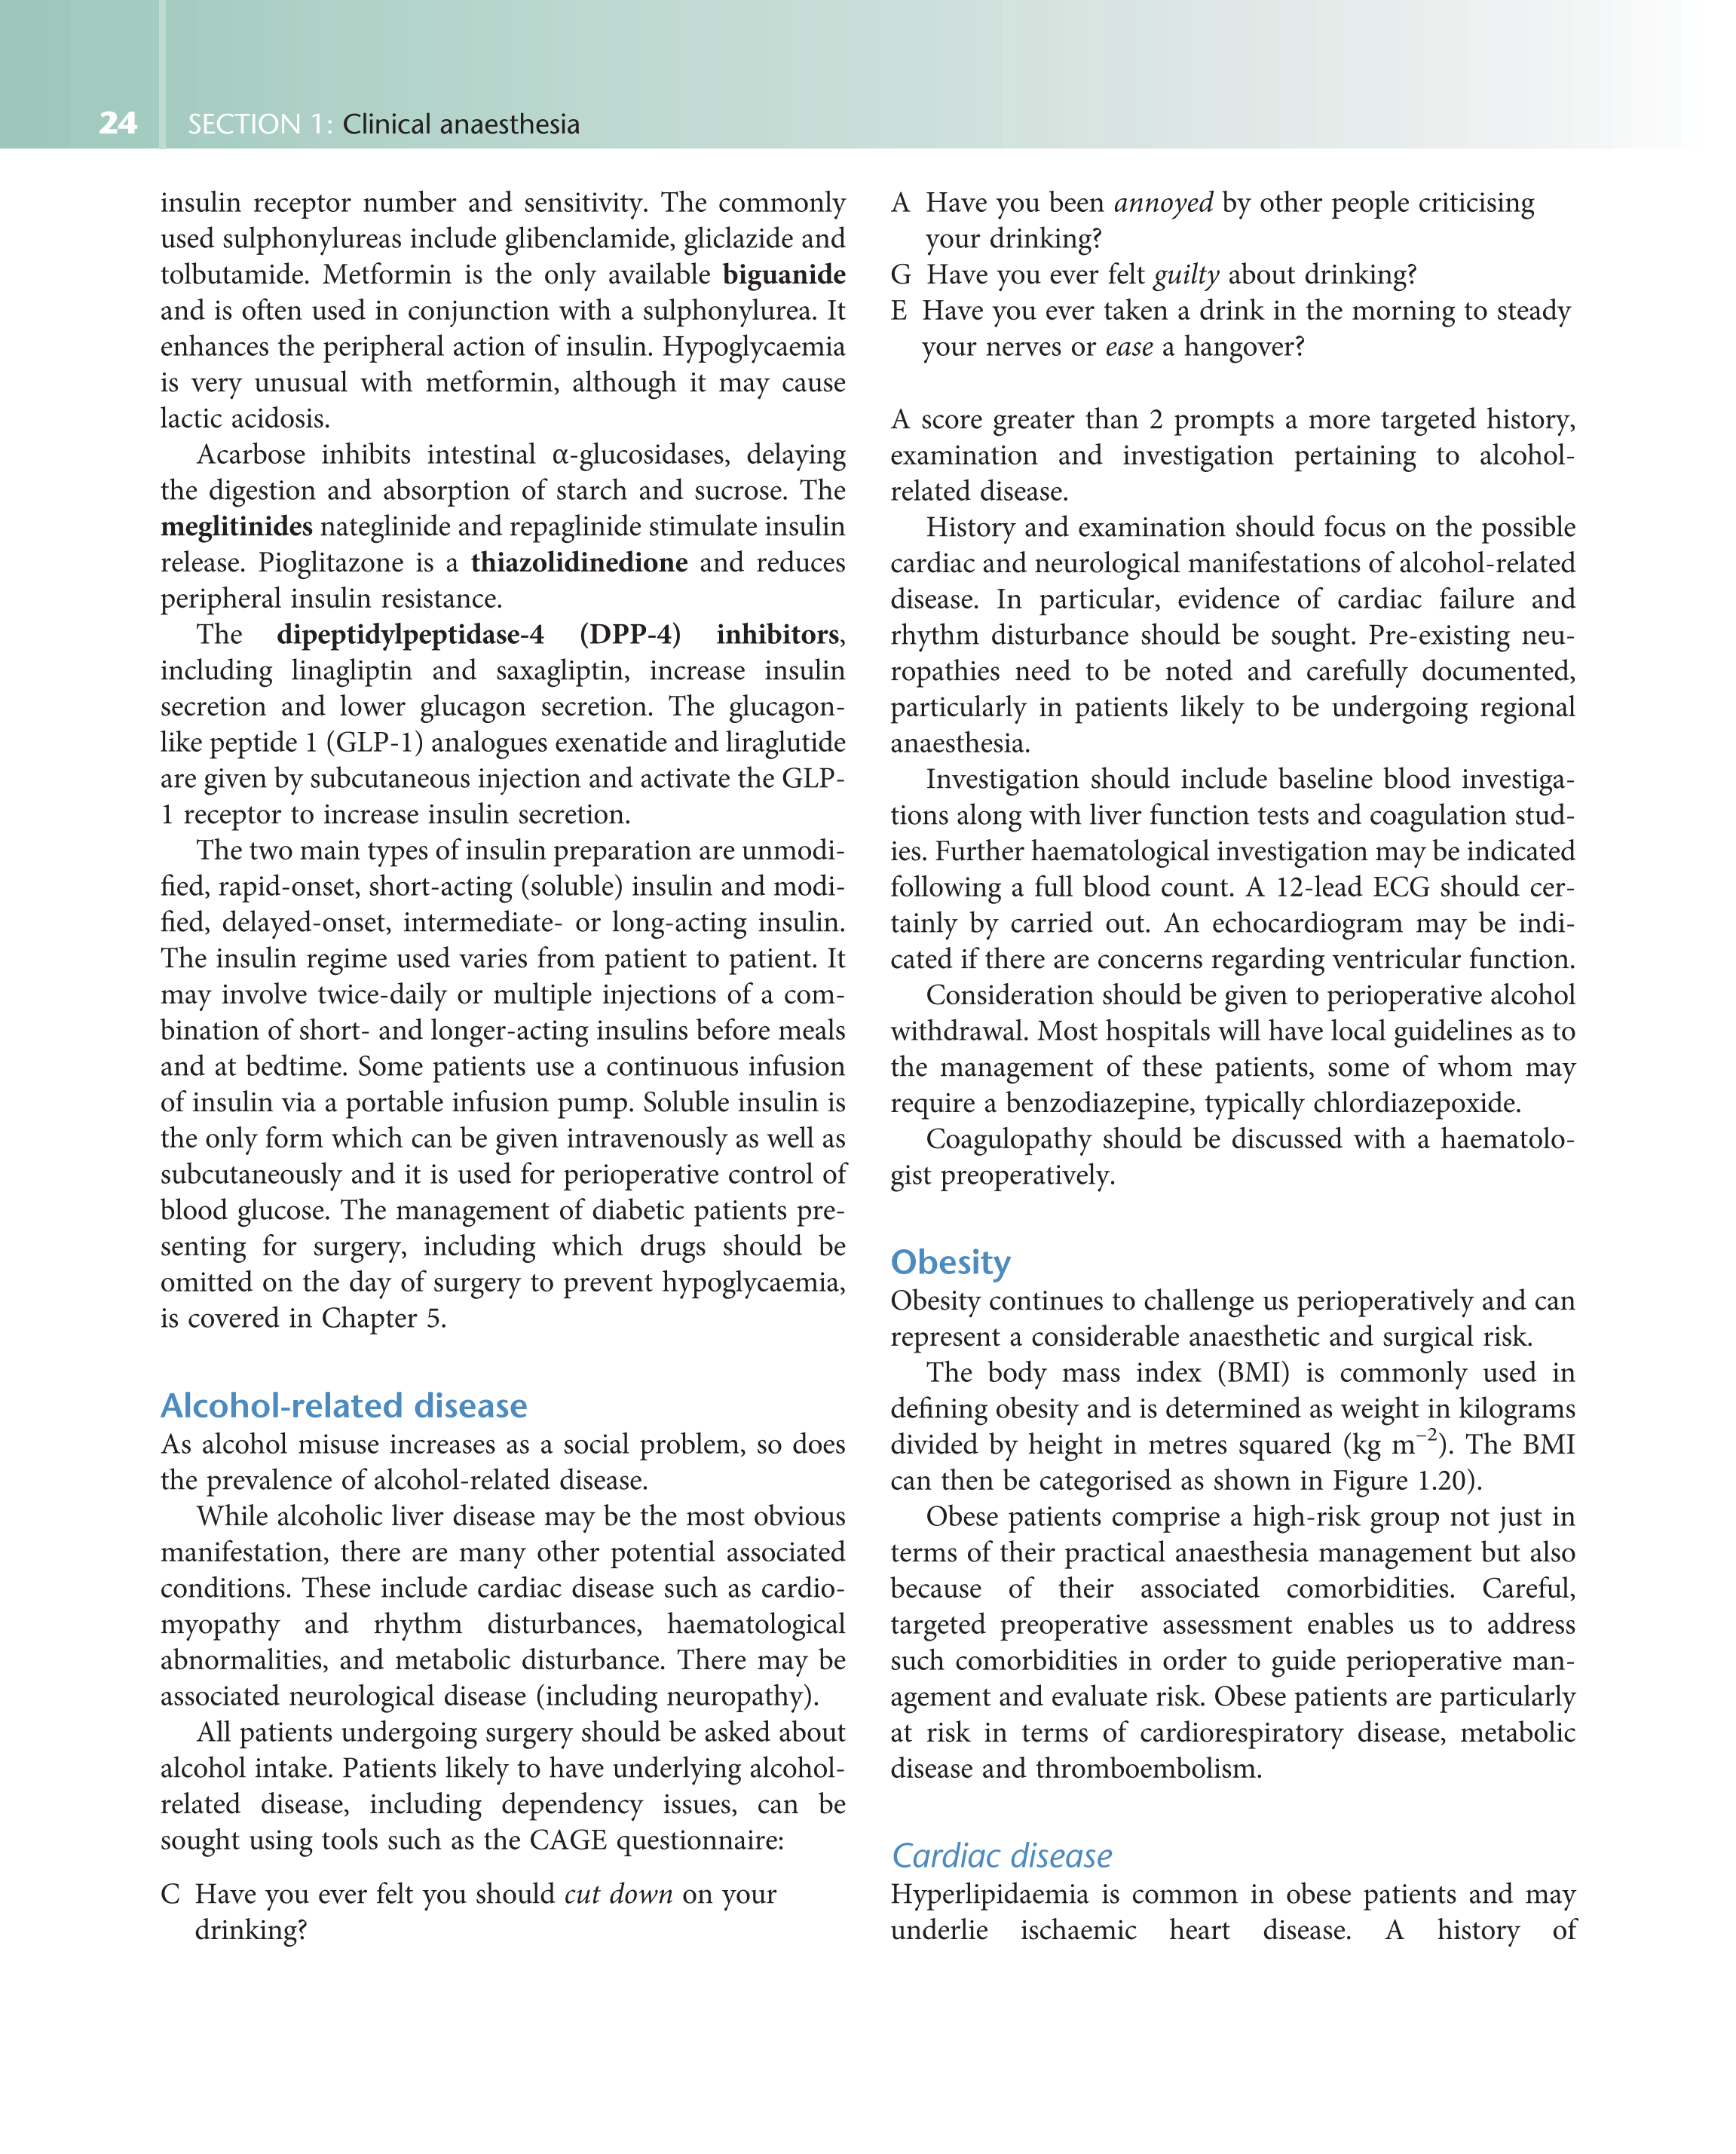 24
SECTION 1: Clinical anaesthesia
insulin receptor number and sensitivity. The commonly
used sulphonylureas include glibenclamide, gliclazide and
tolbutamide. Metformin is the only available biguanide
and is often used in conjunction with a sulphonylurea. It
enhances the peripheral action of insulin. Hypoglycaemia
is very unusual with metformin, although it may cause
lactic acidosis.
Acarbose inhibits intestinal α-glucosidases, delaying
the digestion and absorption of starch and sucrose. The
meglitinides nateglinide and repaglinide stimulate insulin
release. Pioglitazone is a thiazolidinedione and reduces
peripheral insulin resistance.
The dipeptidylpeptidase-4 (DPP-4) inhibitors,
including linagliptin and saxagliptin, increase insulin
secretion and lower glucagon secretion. The glucagon-
like peptide 1 (GLP-1) analogues exenatide and liraglutide
are given by subcutaneous injection and activate the GLP-
1 receptor to increase insulin secretion.
The two main types of insulin preparation are unmodi-
fied, rapid-onset, short-acting (soluble) insulin and modi-
fied, delayed-onset, intermediate- or long-acting insulin.
The insulin regime used varies from patient to patient. It
may involve twice-daily or multiple injections of a com-
bination of short- and longer-acting insulins before meals
and at bedtime. Some patients use a continuous infusion
of insulin via a portable infusion pump. Soluble insulin is
the only form which can be given intravenously as well as
subcutaneously and it is used for perioperative control of
blood glucose. The management of diabetic patients pre-
senting for surgery, including which drugs should be
omitted on the day of surgery to prevent hypoglycaemia,
is covered in Chapter 5.
Alcohol-related disease
As alcohol misuse increases as a social problem, so does
the prevalence of alcohol-related disease.
While alcoholic liver disease may be the most obvious
manifestation, there are many other potential associated
conditions. These include cardiac disease such as cardio-
myopathy and rhythm disturbances, haematological
abnormalities, and metabolic disturbance. There may be
associated neurological disease (including neuropathy).
All patients undergoing surgery should be asked about
alcohol intake. Patients likely to have underlying alcohol-
related disease, including dependency issues, can be
sought using tools such as the CAGE questionnaire:
C Have you ever felt you should cut down on your
drinking?
A Have you been annoyed by other people criticising
your drinking?
G Have you ever felt guilty about drinking?
E Have you ever taken a drink in the morning to steady
your nerves or ease a hangover?
A score greater than 2 prompts a more targeted history,
examination and investigation pertaining to alcohol-
related disease.
History and examination should focus on the possible
cardiac and neurological manifestations of alcohol-related
disease. In particular, evidence of cardiac failure and
rhythm disturbance should be sought. Pre-existing neu-
ropathies need to be noted and carefully documented,
particularly in patients likely to be undergoing regional
anaesthesia.
Investigation should include baseline blood investiga-
tions along with liver function tests and coagulation stud-
ies. Further haematological investigation may be indicated
following a full blood count. A 12-lead ECG should cer-
tainly by carried out. An echocardiogram may be indi-
cated if there are concerns regarding ventricular function.
Consideration should be given to perioperative alcohol
withdrawal. Most hospitals will have local guidelines as to
the management of these patients, some of whom may
require a benzodiazepine, typically chlordiazepoxide.
Coagulopathy should be discussed with a haematolo-
gist preoperatively.
Obesity
Obesity continues to challenge us perioperatively and can
represent a considerable anaesthetic and surgical risk.
The body mass index (BMI) is commonly used in
defining obesity and is determined as weight in kilograms
divided by height in metres squared (kg m⁻²). The BMI
can then be categorised as shown in Figure 1.20).
Obese patients comprise a high-risk group not just in
terms of their practical anaesthesia management but also
because of their associated comorbidities. Careful,
targeted preoperative assessment enables us to address
such comorbidities in order to guide perioperative man-
agement and evaluate risk. Obese patients are particularly
at risk in terms of cardiorespiratory disease, metabolic
disease and thromboembolism.
Cardiac disease
Hyperlipidaemia is common in obese patients and may
underlie ischaemic heart disease. A history of